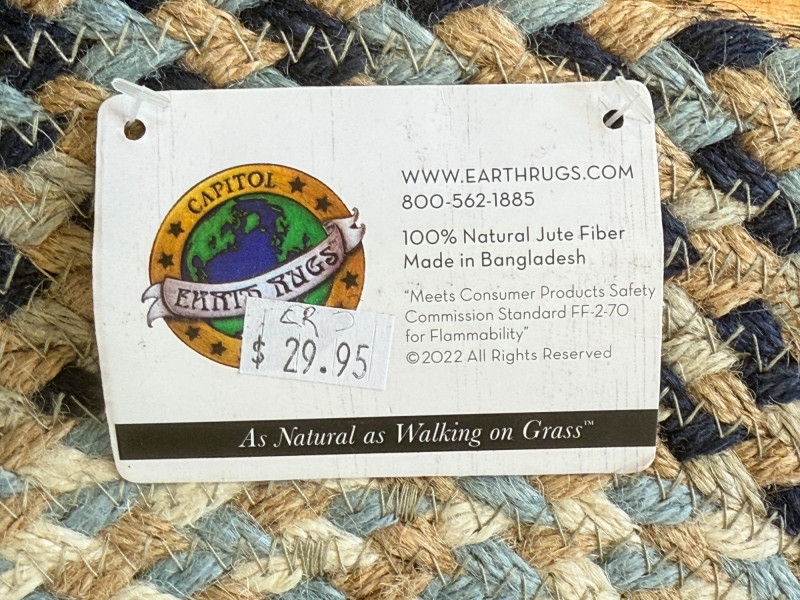 CAPITOL
EARTH RUGS
CR
$ 29.95
WWW.EARTHRUGS.COM
800-562-1885
100% Natural Jute Fiber
Made in Bangladesh
"Meets Consumer Products Safety
Commission Standard FF-2-70
for Flammability"
©2022 All Rights Reserved
As Natural as Walking on Grass™